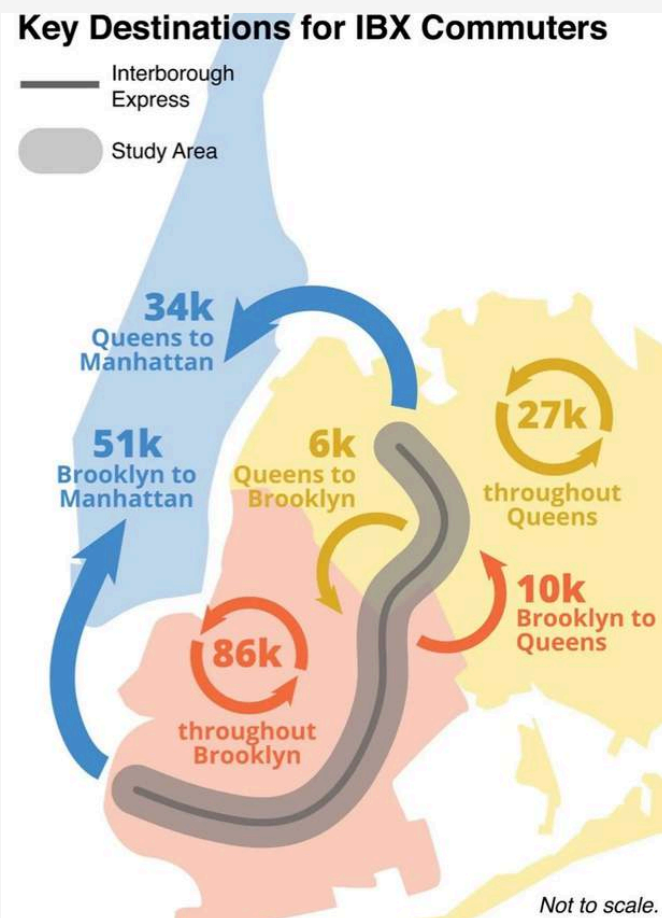 Key Destinations for IBX Commuters
Interborough
Express
Study Area
34k
Queens to
Manhattan
51k
Brooklyn to
Manhattan
6k
Queens to
Brooklyn
27k
throughout
Queens
10k
Brooklyn to
Queens
86k
throughout
Brooklyn
Not to scale.